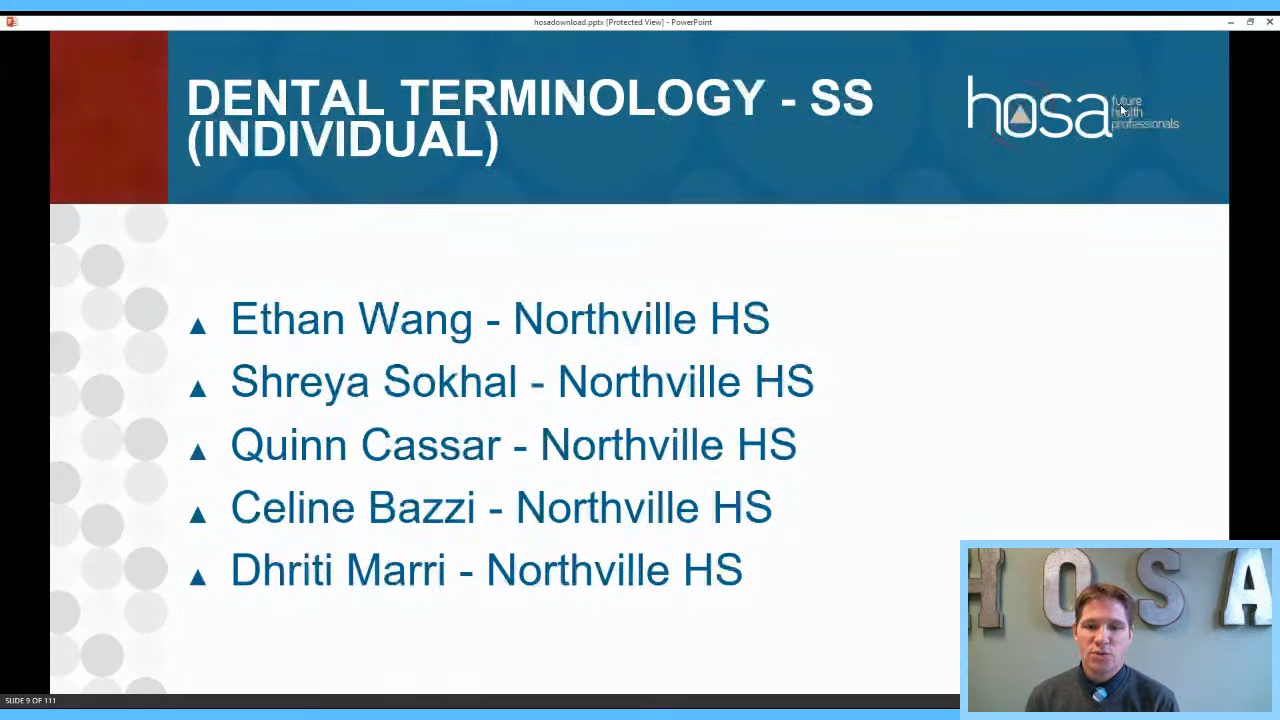 hosadownload.pptx [Protected View] - PowerPoint
DENTAL TERMINOLOGY - SS
(INDIVIDUAL)
hosa
future
health
professionals
▲ Ethan Wang - Northville HS
▲ Shreya Sokhal - Northville HS
▲ Quinn Cassar - Northville HS
▲ Celine Bazzi - Northville HS
▲ Dhriti Marri - Northville HS
HOSA
SLIDE 9 OF 111